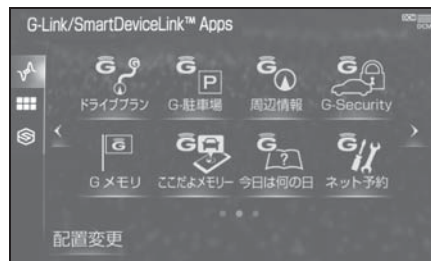 G-Link/SmartDeviceLink™ Apps
DCM
ドライブプラン G-駐車場 周辺情報 G-Security
Gメモリ ここだよメモリー 今日は何の日 ネット予約
配置変更